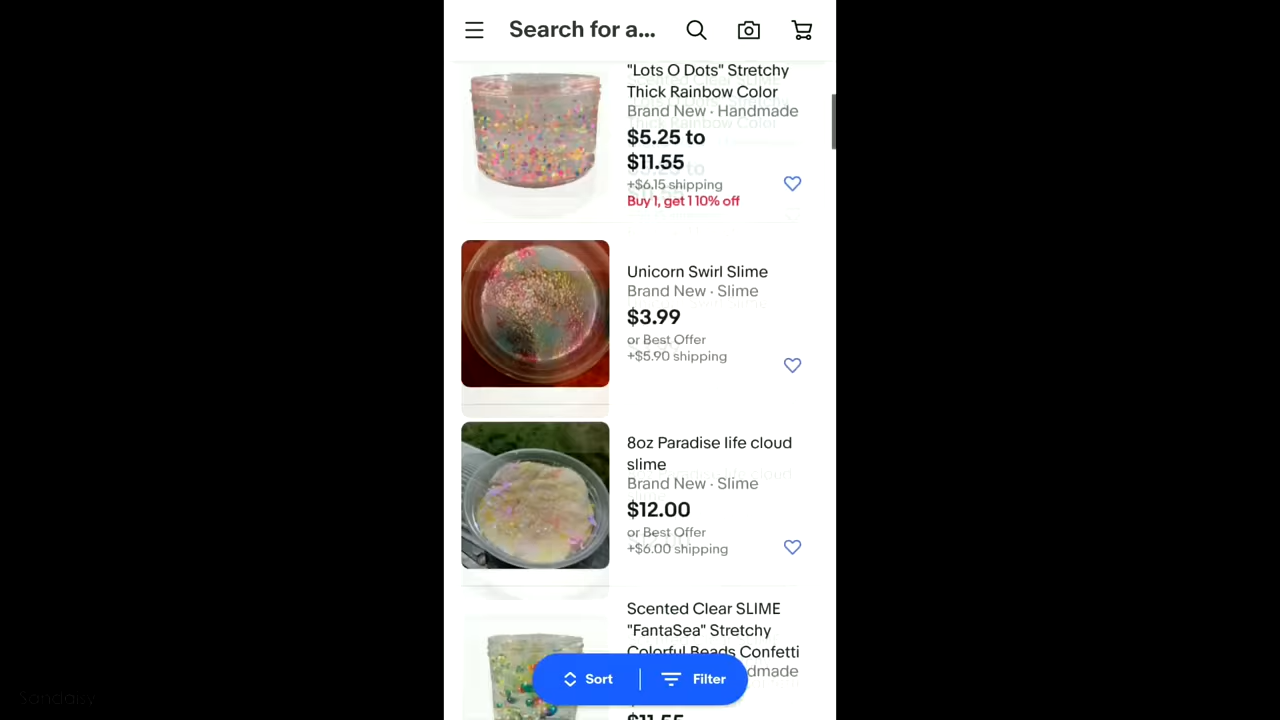 Search for a...
"Lots O Dots" Stretchy
Thick Rainbow Color
Brand New · Handmade
$5.25 to
$11.55
+$6.15 shipping
Buy 1, get 1 10% off
Unicorn Swirl Slime
Brand New · Slime
$3.99
or Best Offer
+$5.90 shipping
8oz Paradise life cloud
slime
Brand New · Slime
$12.00
or Best Offer
+$6.00 shipping
Scented Clear SLIME
"FantaSea" Stretchy
Colorful Beads Confetti
$11.55
Sort
Filter